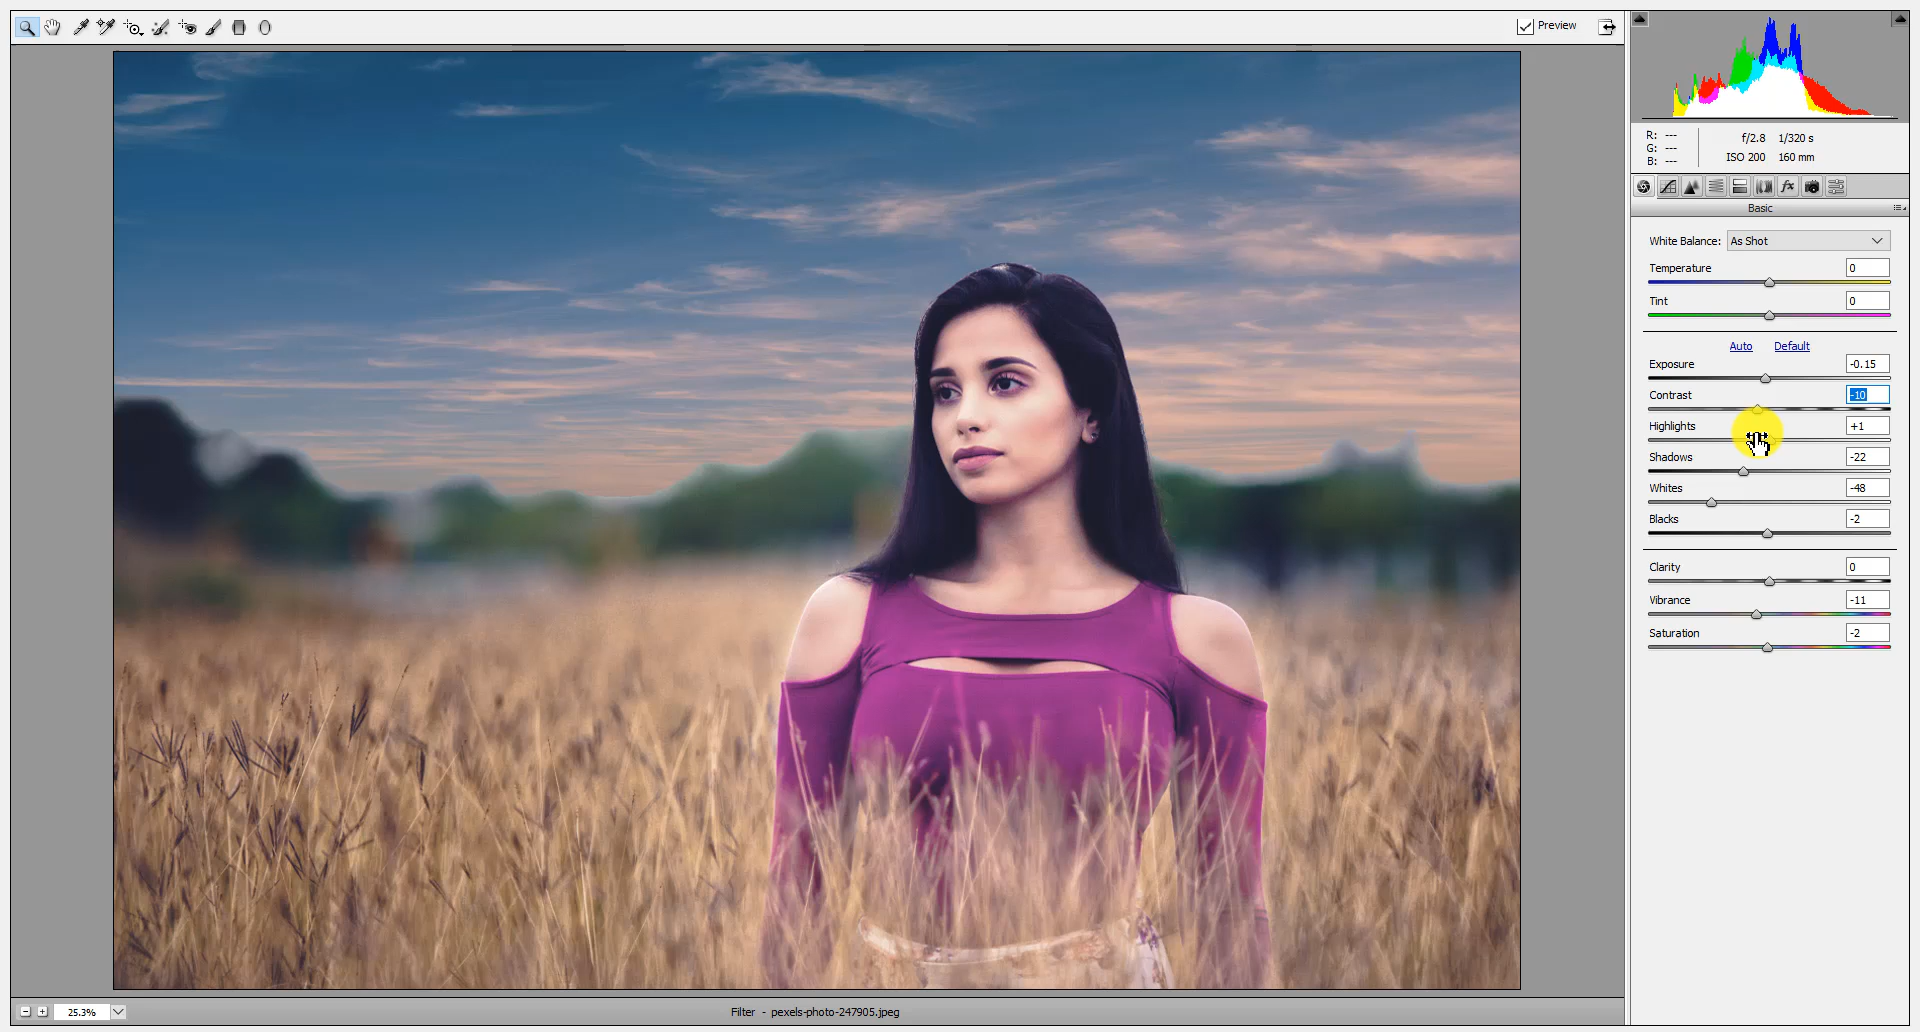 Preview
R: ---
G: ---
B: ---
f/2.8 1/320 s
ISO 200 160 mm
fx
Basic
White Balance: As Shot
Temperature 0
Tint 0
Auto Default
Exposure -0.15
Contrast -10
Highlights +1
Shadows -22
Whites -48
Blacks -2
Clarity 0
Vibrance -11
Saturation -2
25.3%
Filter - pexels-photo-247905.jpeg